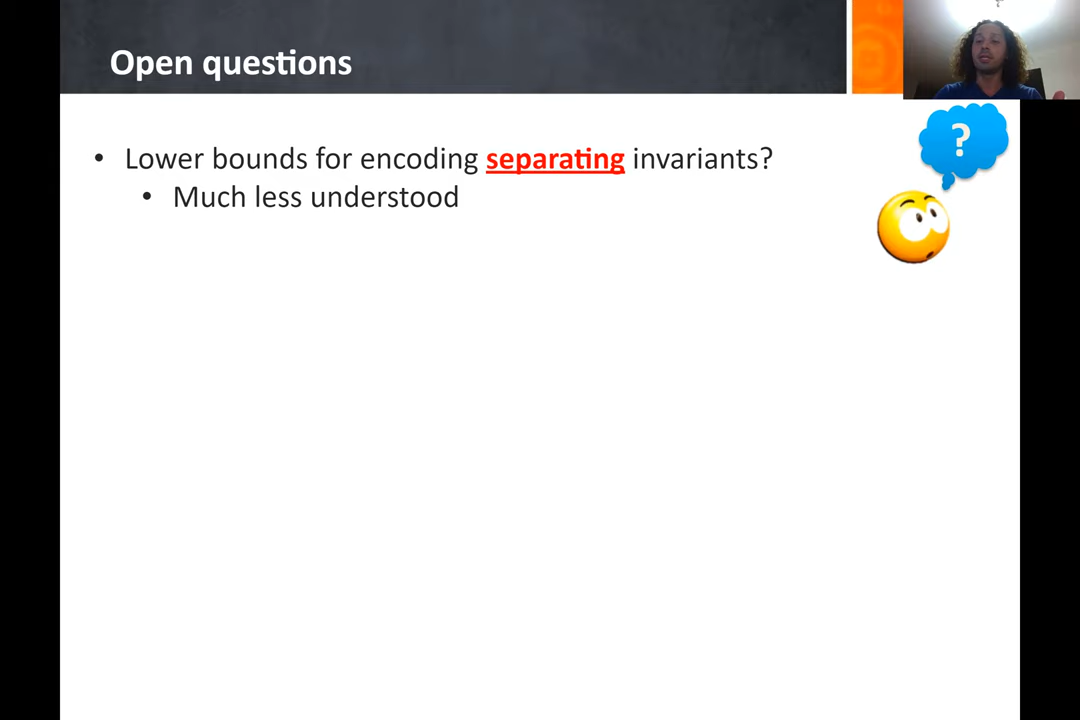 Open questions
?
• Lower bounds for encoding separating invariants?
• Much less understood